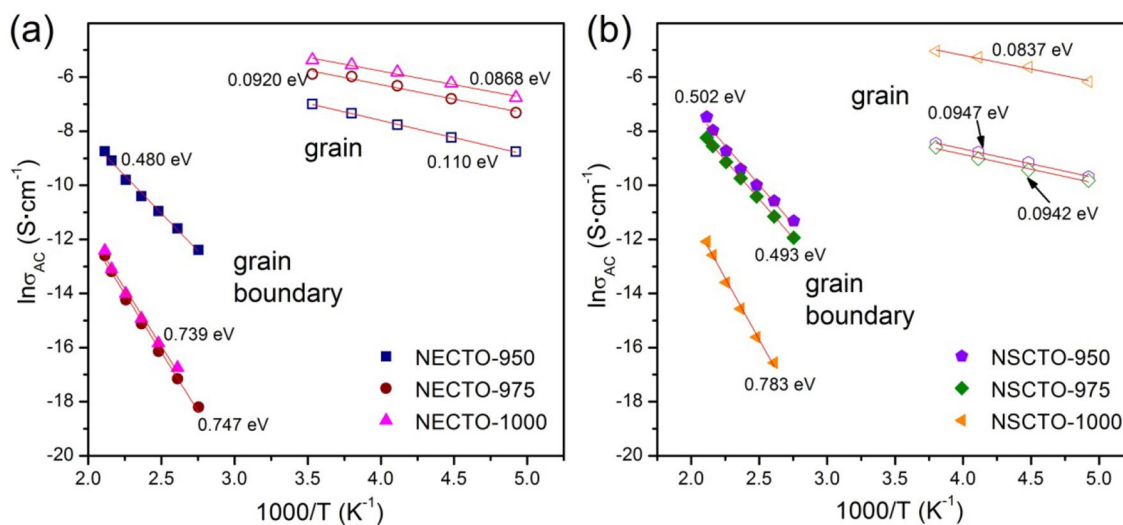 (a)
lnσAC (S·cm⁻¹)
-6
-8
-10
-12
-14
-16
-18
-20
0.0920 eV
0.0868 eV
grain
0.110 eV
0.480 eV
grain
boundary
0.739 eV
0.747 eV
NECTO-950
NECTO-975
NECTO-1000
2.0 2.5 3.0 3.5 4.0 4.5 5.0
1000/T (K⁻¹)
(b)
lnσAC (S·cm⁻¹)
-6
-8
-10
-12
-14
-16
-18
-20
0.0837 eV
grain
0.502 eV
0.0947 eV
0.0942 eV
0.493 eV
grain
boundary
0.783 eV
NSCTO-950
NSCTO-975
NSCTO-1000
2.0 2.5 3.0 3.5 4.0 4.5 5.0
1000/T (K⁻¹)